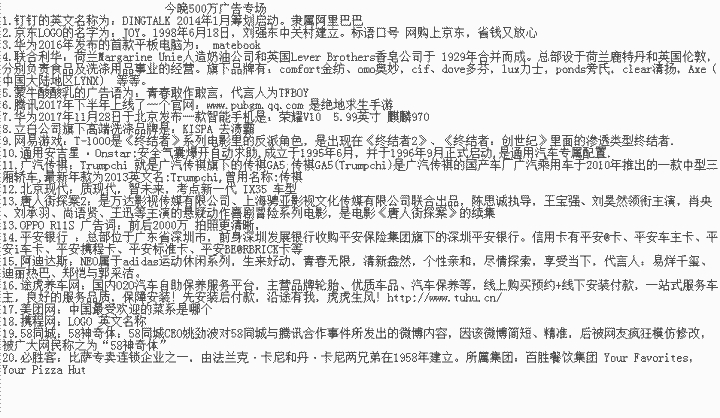 今晚500万广告专场
1.钉钉的英文名称为: DINGTALK 2014年1月筹划启动。隶属阿里巴巴
2.京东LOGO的名字为: JOY。1998年6月18日, 刘强东中关村建立。标语口号 网购上京东, 省钱又放心
3.华为2016年发布的首款平板电脑为:  matebook
4.联合利华, 荷兰Margarine Unie人造奶油公司和英国Lever Brothers香皂公司于 1929年合并而成。总部设于荷兰鹿特丹和英国伦敦,
分别负责食品及洗涤用品事业的经营。旗下品牌有: comfort金纺、omo奥妙, cif、dove多芬, lux力士, ponds旁氏, clear清扬, Axe (
中国大陆地区LYNX)  等等。
5.蒙牛酸酸乳的广告语为: 青春敢作敢言, 代言人为TFBOY
6.腾讯2017年下半年上线了一个官网: www.pubgm.qq.com 是绝地求生手游
7.华为2017年11月28日于北京发布一款智能手机是: 荣耀V10  5.99英寸 麒麟970
8.立白公司旗下高端洗涤品牌是: KISPA 去渍霸
9.网易游戏: T-1000是《终结者》系列电影里的反派角色, 是出现在《终结者2》、《终结者: 创世纪》里面的渗透类型终结者.
10.通用安吉星 · Onstar:安全气囊爆开自动求助,成立于1995年6月, 并于1996年9月正式启动,是通用汽车专属配置.
11.广汽传祺: Trumpchi 就是广汽传祺旗下的传祺GA5,传祺GA5(Trumpchi)是广汽传祺的国产车厂广汽乘用车于2010年推出的一款中型三
厢轿车,最新年款为2013英文名:Trumpchi,曾用名称:传祺
12.北京现代: 质现代, 智未来, 考点新一代 IX35 车型
13.唐人街探案2: 是万达影视传媒有限公司、上海骋亚影视文化传媒有限公司联合出品, 陈思诚执导, 王宝强、刘昊然领衔主演, 肖央
、刘承羽、尚语贤、王迅等主演的悬疑动作喜剧冒险系列电影, 是电影《唐人街探案》的续集
13.OPPO R11S 广告词: 前后2000万 拍照更清晰,
14.平安银行 : 总部位于广东省深圳市, 前身深圳发展银行收购平安保险集团旗下的深圳平安银行。信用卡有平安@卡、平安车主卡、平
安i车卡、平安携程卡、平安标准卡、平安BE@RBRICK卡等
15.阿迪达斯: NEO属于adidas运动休闲系列, 生来好动, 青春无限, 清新盎然, 个性亲和, 尽情探索, 享受当下, 代言人: 易烊千玺、
迪丽热巴、郑恺与郭采洁。
16.途虎养车网: 国内O2O汽车自助保养服务平台, 主营品牌轮胎、优质车品、汽车保养等, 线上购买预约+线下安装付款, 一站式服务车
主, 良好的服务品质, 保障安装! 先安装后付款, 沿途有我, 虎虎生风! http://www.tuhu.cn/
17.美团网: 中国最受欢迎的菜系是哪个
18.携程网: LOGO 英文名称
19.58同城: 58神奇体: 58同城CEO姚劲波对58同城与腾讯合作事件所发出的微博内容, 因该微博简短、精准, 后被网友疯狂模仿修改,
被广大网民称之为“58神奇体”
20.必胜客: 比萨专卖连锁企业之一, 由法兰克·卡尼和丹·卡尼两兄弟在1958年建立。所属集团: 百胜餐饮集团 Your Favorites,
Your Pizza Hut